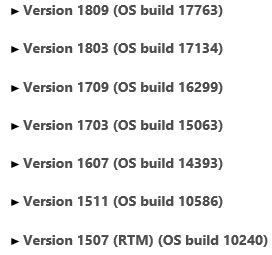 ► Version 1809 (OS build 17763)
► Version 1803 (OS build 17134)
► Version 1709 (OS build 16299)
► Version 1703 (OS build 15063)
► Version 1607 (OS build 14393)
► Version 1511 (OS build 10586)
► Version 1507 (RTM) (OS build 10240)